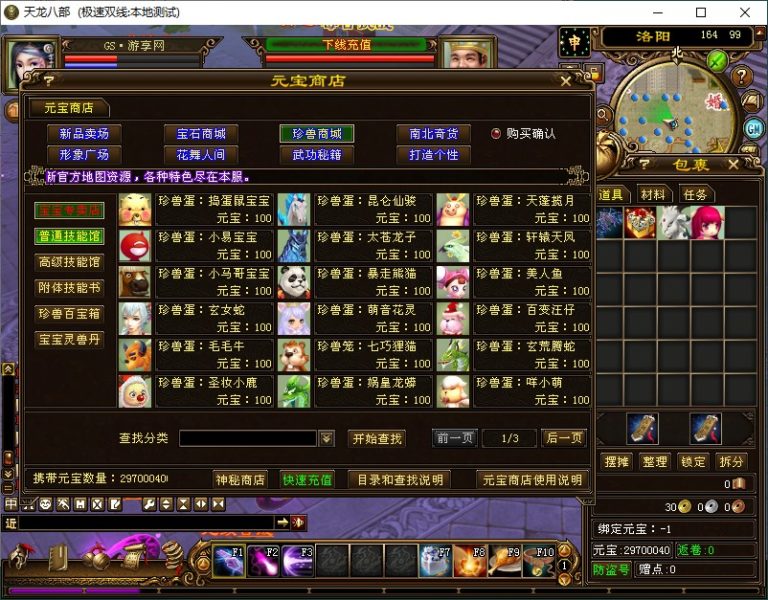 天龙八部 (极速双线:本地测试)
GS·游享网
下线充值
申
洛阳 164 99
北
GM
元宝商店
元宝商店
新品卖场 宝石商城 珍兽商城 南北奇货 购买确认
形象广场 花舞人间 武功秘籍 打造个性
新官方地图资源，各种特色尽在本服。
普通技能馆
高级技能馆
附体技能书
珍兽百宝箱
宝宝灵兽丹
珍兽蛋：捣蛋鼠宝宝 珍兽蛋：昆仑仙骏 珍兽蛋：天蓬揽月
元宝：100 元宝：100 元宝：100
珍兽蛋：小易宝宝 珍兽蛋：太苍龙子 珍兽蛋：轩辕天凤
元宝：100 元宝：100 元宝：100
珍兽蛋：小马哥宝宝 珍兽蛋：暴走熊猫 珍兽蛋：美人鱼
元宝：100 元宝：100 元宝：100
珍兽蛋：玄女蛇 珍兽蛋：萌音花灵 珍兽蛋：百变汪仔
元宝：100 元宝：100 元宝：100
珍兽蛋：毛毛牛 珍兽笼：七巧狸猫 珍兽蛋：玄荒腾蛇
元宝：100 元宝：100 元宝：100
珍兽蛋：圣妆小鹿 珍兽蛋：娲皇龙蟒 珍兽蛋：咩小萌
元宝：100 元宝：100 元宝：100
查找分类 开始查找 前一页 1/3 后一页
携带元宝数量：29700040 神秘商店 快速充值 目录和查找说明 元宝商店使用说明
包裹
道具 材料 任务
摆摊 整理 锁定 拆分
0
30 0 0
绑定元宝：-1
元宝:29700040 返卷:0
防盗号 赠点:0
中
近
F1 F2 F3 F7 F8 F9 F10
1